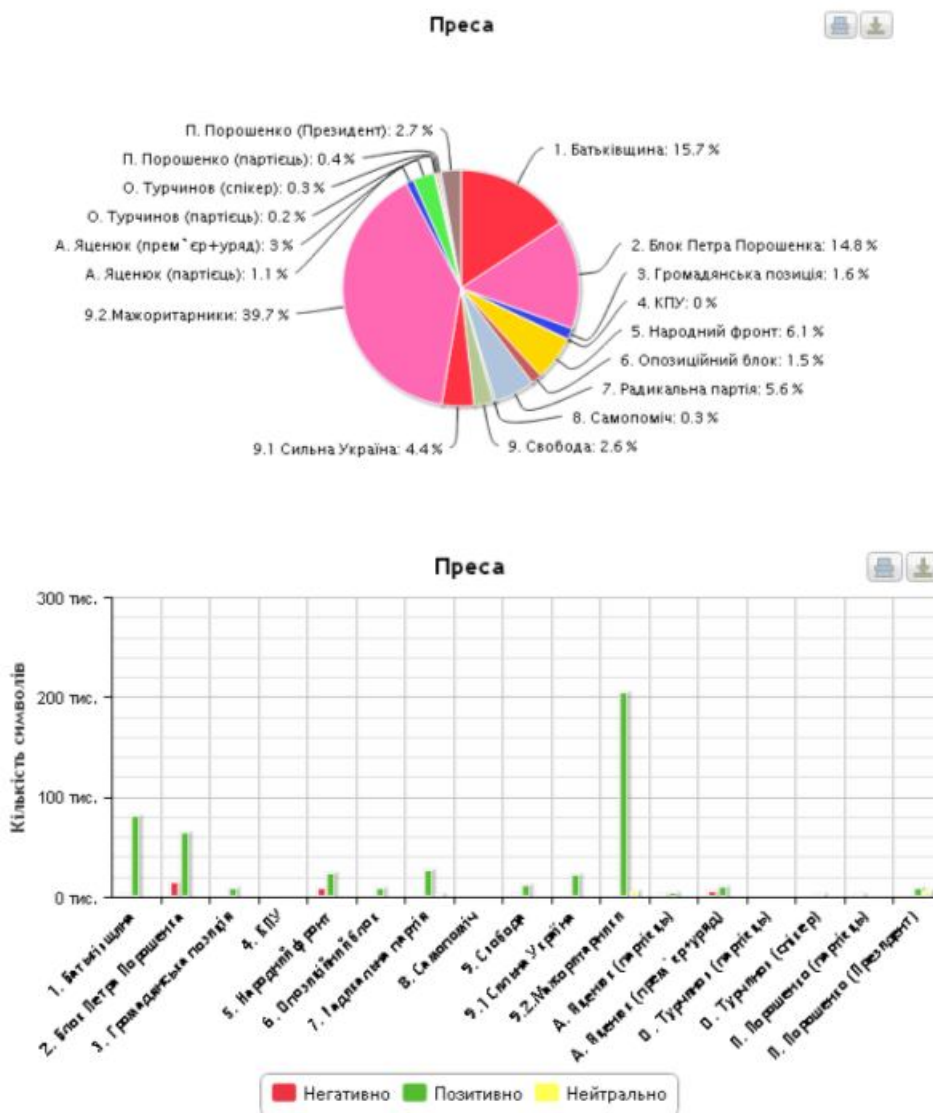 Преса
П. Порошенко (Президент): 2.7 %
П. Порошенко (партієць): 0.4 %
О. Турчинов (спікер): 0.3 %
О. Турчинов (партієць): 0.2 %
А. Яценюк (прем`єр+уряд): 3 %
А. Яценюк (партієць): 1.1 %
9.2.Мажоритарники: 39.7 %
9.1 Сильна Україна: 4.4 %
1. Батьківщина: 15.7 %
2. Блок Петра Порошенка: 14.8 %
3. Громадянська позиція: 1.6 %
4. КПУ: 0 %
5. Народний фронт: 6.1 %
6. Опозиційний блок: 1.5 %
7. Радикальна партія: 5.6 %
8. Самопоміч: 0.3 %
9. Свобода: 2.6 %
Преса
Кількість символів
300 тис.
200 тис.
100 тис.
0 тис.
1. Батьківщина
2. Блок Петра Порошенка
3. Громадянська позиція
4. КПУ
5. Народний фронт
6. Опозиційний блок
7. Радикальна партія
8. Самопоміч
9. Свобода
9.1 Сильна Україна
9.2.Мажоритарники
А. Яценюк (партієць)
А. Яценюк (прем`єр+уряд)
О. Турчинов (партієць)
О. Турчинов (спікер)
П. Порошенко (партієць)
П. Порошенко (Президент)
Негативно Позитивно Нейтрально